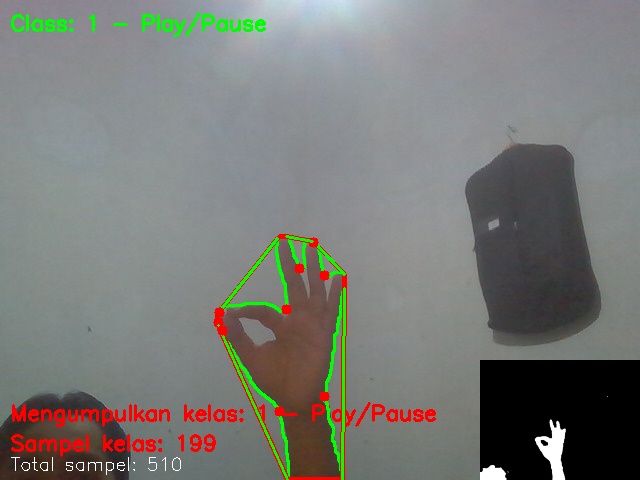 Class: 1 - Play/Pause
Mengumpulkan kelas: 1 - Play/Pause
Sampel kelas: 199
Total sampel: 510